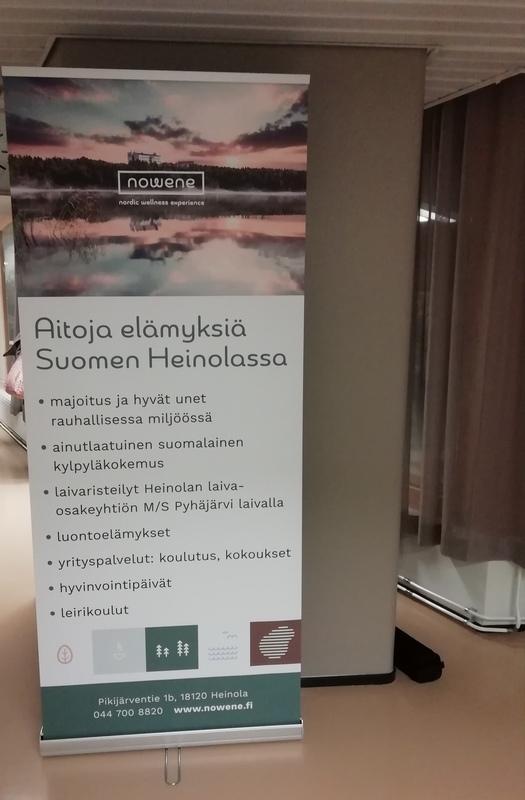 nowene
nordic wellness experience
Aitoja elämyksiä
Suomen Heinolassa
• majoitus ja hyvät unet
rauhallisessa miljöössä
• ainutlaatuinen suomalainen
kylpyläkokemus
• laivaristeilyt Heinolan laiva-
osakeyhtiön M/S Pyhäjärvi laivalla
• luontoelämykset
• yrityspalvelut: koulutus, kokoukset
• hyvinvointipäivät
• leirikoulut
Pikijärventie 1b, 18120 Heinola
044 700 8820 www.nowene.fi